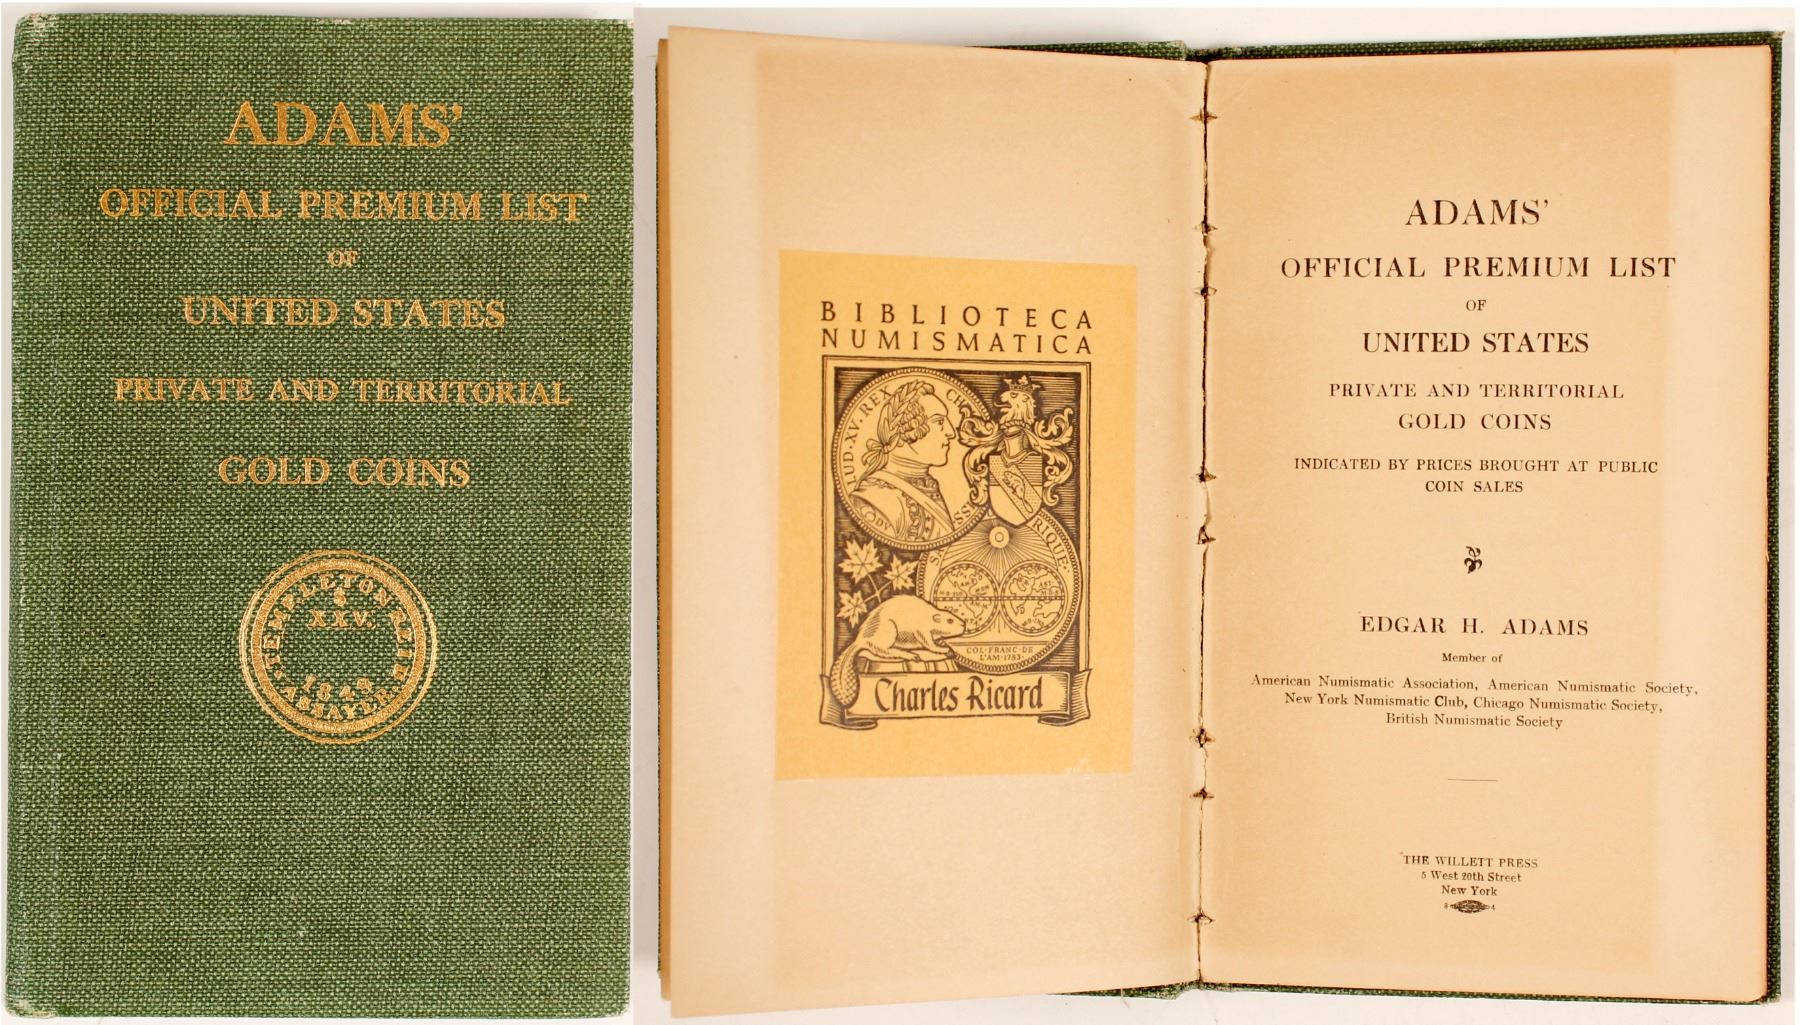 ADAMS'
OFFICIAL PREMIUM LIST
OF
UNITED STATES
PRIVATE AND TERRITORIAL
GOLD COINS
TEMPLETON REID
$
XXV.
1849
ASSAYER.
BIBLIOTECA
NUMISMATICA
LUD·XV·REX
COL·FRANC·DE
L'AM·1753·
Charles Ricard
ADAMS'
OFFICIAL PREMIUM LIST
OF
UNITED STATES
PRIVATE AND TERRITORIAL
GOLD COINS
INDICATED BY PRICES BROUGHT AT PUBLIC
COIN SALES
EDGAR H. ADAMS
Member of
American Numismatic Association, American Numismatic Society,
New York Numismatic Club, Chicago Numismatic Society,
British Numismatic Society
THE WILLETT PRESS
5 West 20th Street
New York